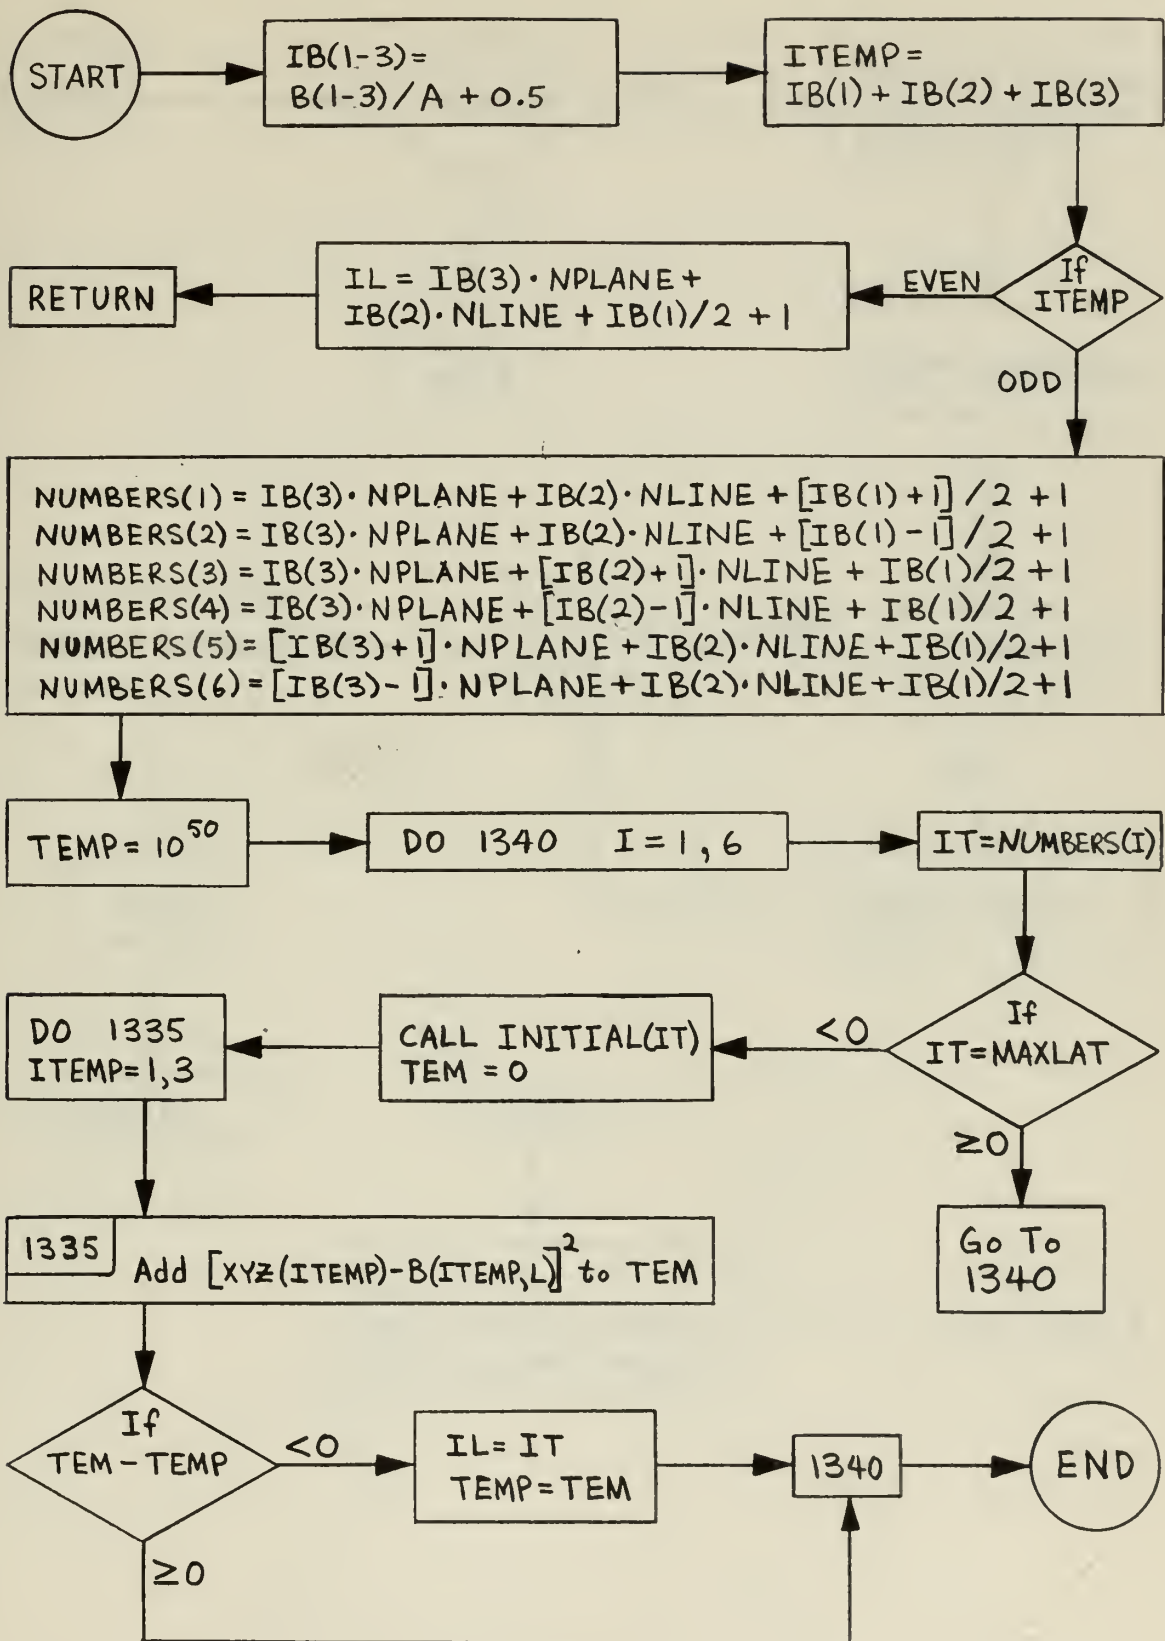 START
IB(1-3)=
B(1-3)/A + 0.5
ITEMP=
IB(1) + IB(2) + IB(3)
If
ITEMP
EVEN
IL = IB(3)· NPLANE +
IB(2)· NLINE + IB(1)/2 + 1
RETURN
ODD
NUMBERS(1) = IB(3)· NPLANE + IB(2)· NLINE + [IB(1) + 1] / 2 + 1
NUMBERS(2) = IB(3)· NPLANE + IB(2)· NLINE + [IB(1) - 1] / 2 + 1
NUMBERS(3) = IB(3)· NPLANE + [IB(2)+1]· NLINE + IB(1)/2 + 1
NUMBERS(4) = IB(3)· NPLANE + [IB(2)-1]· NLINE + IB(1)/2 + 1
NUMBERS(5) = [IB(3)+1]· NPLANE + IB(2)· NLINE + IB(1)/2+1
NUMBERS(6) = [IB(3)-1]· NPLANE + IB(2)· NLINE + IB(1)/2+1
TEMP = 10^50
DO 1340 I = 1, 6
IT=NUMBERS(I)
If
IT=MAXLAT
<0
CALL INITIAL(IT)
TEM = 0
DO 1335
ITEMP=1,3
≥0
Go To
1340
1335
Add [XYZ(ITEMP)-B(ITEMP,L)]² to TEM
If
TEM - TEMP
<0
IL= IT
TEMP=TEM
1340
END
≥0